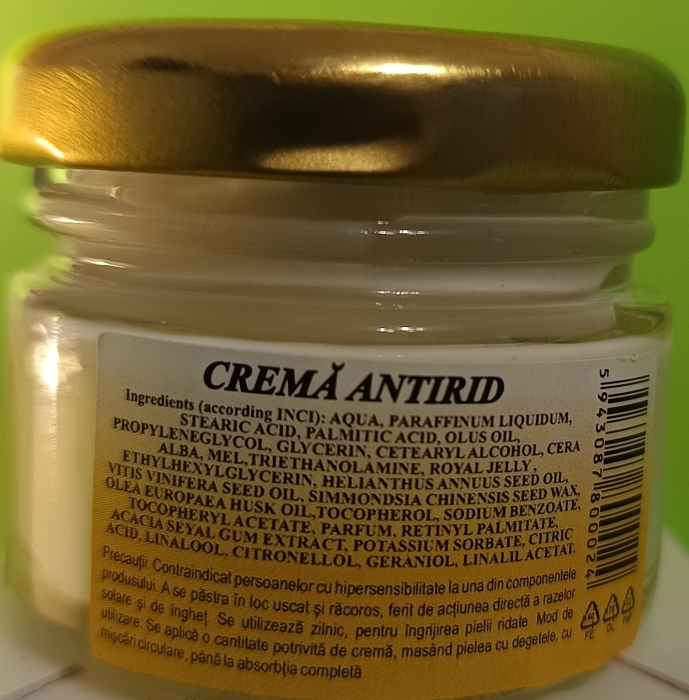 CREMĂ ANTIRID
Ingredients (according INCI): AQUA, PARAFFINUM LIQUIDUM,
STEARIC ACID, PALMITIC ACID, OLUS OIL,
PROPYLENEGLYCOL, GLYCERIN, CETEARYL ALCOHOL, CERA
ALBA, MEL,TRIETHANOLAMINE, ROYAL JELLY,
ETHYLHEXYLGLYCERIN, HELIANTHUS ANNUUS SEED OIL,
VITIS VINIFERA SEED OIL, SIMMONDSIA CHINENSIS SEED WAX,
OLEA EUROPAEA HUSK OIL,TOCOPHEROL, SODIUM BENZOATE,
TOCOPHERYL ACETATE, PARFUM, RETINYL PALMITATE,
ACACIA SEYAL GUM EXTRACT, POTASSIUM SORBATE, CITRIC
ACID, LINALOOL, CITRONELLOL, GERANIOL, LINALIL ACETAT.
Precauții: Contraindicat persoanelor cu hipersensibilitate la una din componentele
produsului. A se păstra în loc uscat și răcoros, ferit de acțiunea directă a razelor
solare și de îngheț. Se utilizează zilnic, pentru îngrijirea pielii ridate. Mod de
utilizare: Se aplică o cantitate potrivită de cremă, masând pielea cu degetele, cu
mișcări circulare, până la absorbția completă
5 943087 800024
FE GL PAP